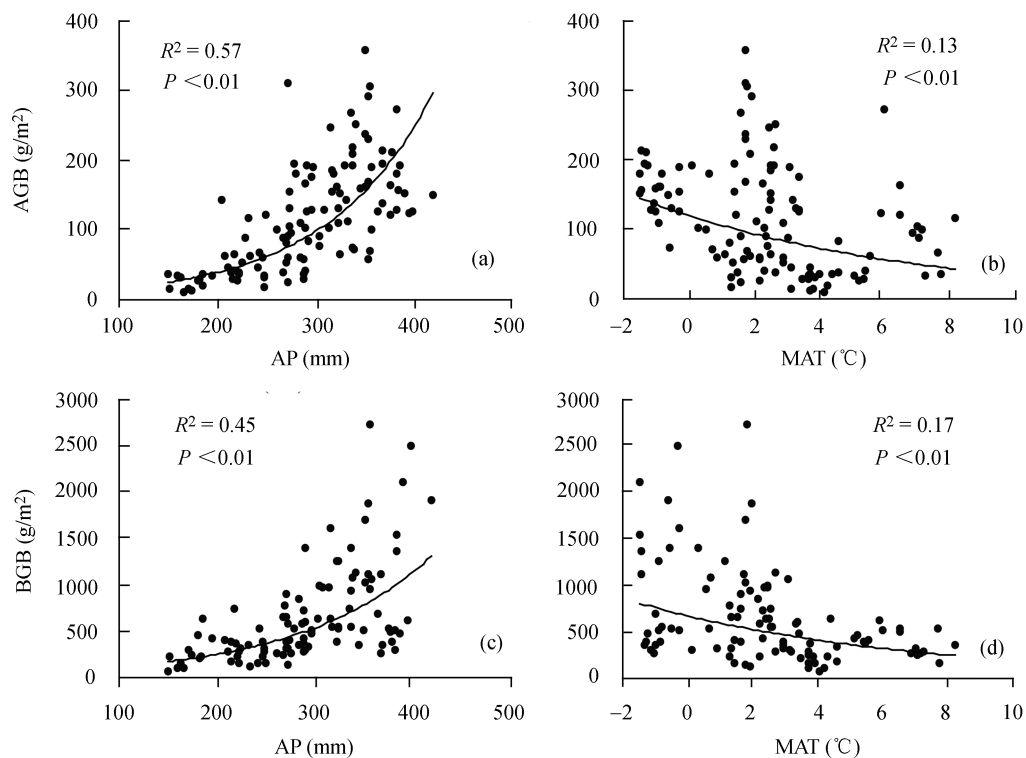 400
300
200
100
0
AGB (g/m²)
R² = 0.57
P <0.01
(a)
100 200 300 400 500
AP (mm)
400
300
200
100
0
R² = 0.13
P <0.01
(b)
−2 0 2 4 6 8 10
MAT (℃)
3000
2500
2000
1500
1000
500
0
BGB (g/m²)
R² = 0.45
P <0.01
(c)
100 200 300 400 500
AP (mm)
3000
2500
2000
1500
1000
500
0
R² = 0.17
P <0.01
(d)
−2 0 2 4 6 8 10
MAT (℃)